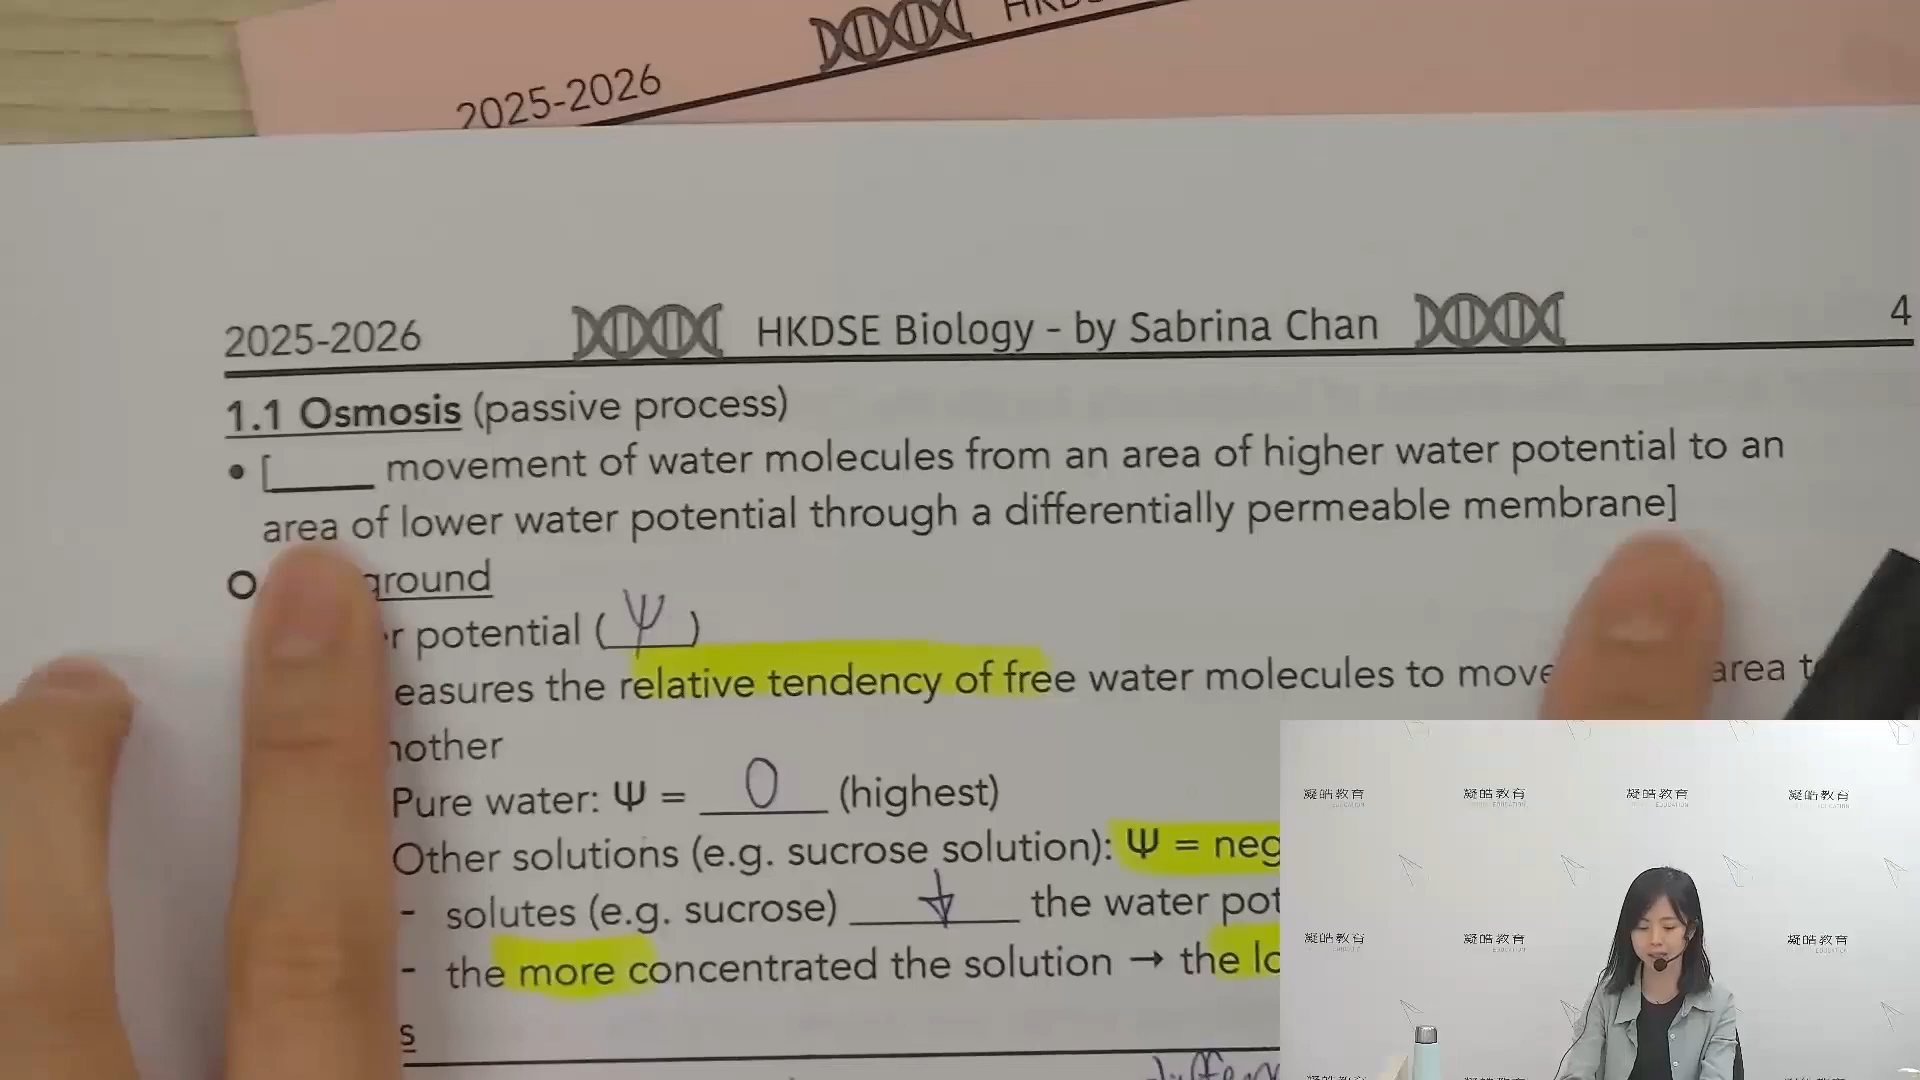 HKD
2025-2026
2025-2026 HKDSE Biology - by Sabrina Chan 4
1.1 Osmosis (passive process)
• [_____ movement of water molecules from an area of higher water potential to an
area of lower water potential through a differentially permeable membrane]
ground
r potential (Ψ)
easures the relative tendency of free water molecules to move area t
nother
Pure water: Ψ = 0 (highest)
Other solutions (e.g. sucrose solution): Ψ = neg
- solutes (e.g. sucrose) ↓ the water pot
- the more concentrated the solution → the lo
s
凝皓教育 凝皓教育 凝皓教育 凝皓教育
凝皓教育 凝皓教育 凝皓教育